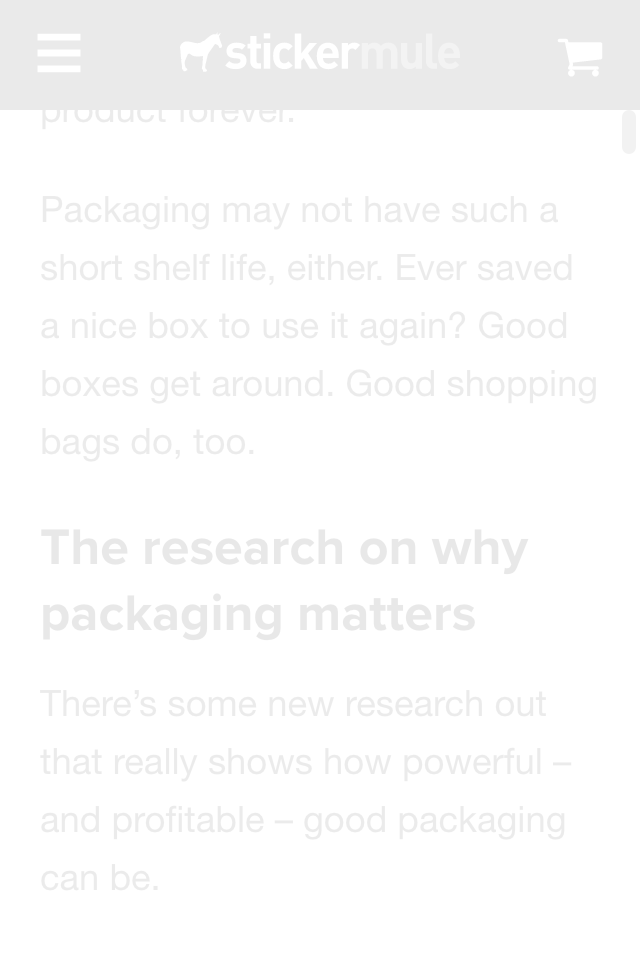 stickermule
product forever.
Packaging may not have such a
short shelf life, either. Ever saved
a nice box to use it again? Good
boxes get around. Good shopping
bags do, too.
The research on why
packaging matters
There’s some new research out
that really shows how powerful –
and profitable – good packaging
can be.